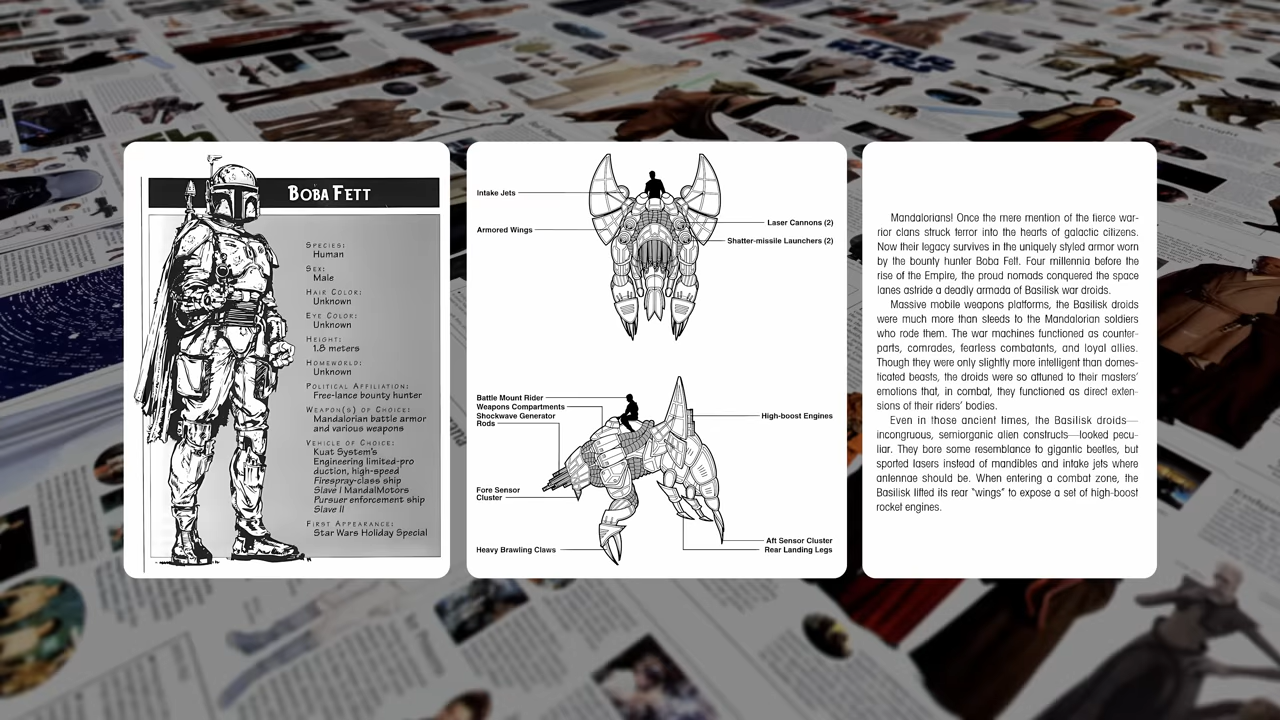 BOBA FETT
SPECIES:
Human
SEX:
Male
HAIR COLOR:
Unknown
EYE COLOR:
Unknown
HEIGHT:
1.8 meters
HOMEWORLD:
Unknown
POLITICAL AFFILIATION:
Free-lance bounty hunter
WEAPON(S) OF CHOICE:
Mandalorian battle armor
and various weapons
VEHICLE OF CHOICE:
Kuat System's
Engineering limited-pro
duction, high-speed
Firespray-class ship
Slave I MandalMotors
Pursuer enforcement ship
Slave II
FIRST APPEARANCE:
Star Wars Holiday Special
Intake Jets
Armored Wings
Laser Cannons (2)
Shatter-missile Launchers (2)
Battle Mount Rider
Weapons Compartments
Shockwave Generator
Rods
High-boost Engines
Fore Sensor
Cluster
Heavy Brawling Claws
Aft Sensor Cluster
Rear Landing Legs
Mandalorians! Once the mere mention of the fierce war-
rior clans struck terror into the hearts of galactic citizens.
Now their legacy survives in the uniquely styled armor worn
by the bounty hunter Boba Fett. Four millennia before the
rise of the Empire, the proud nomads conquered the space
lanes astride a deadly armada of Basilisk war droids.
Massive mobile weapons platforms, the Basilisk droids
were much more than steeds to the Mandalorian soldiers
who rode them. The war machines functioned as counter-
parts, comrades, fearless combatants, and loyal allies.
Though they were only slightly more intelligent than domes-
ticated beasts, the droids were so attuned to their masters'
emotions that, in combat, they functioned as direct exten-
sions of their riders' bodies.
Even in those ancient times, the Basilisk droids—
incongruous, semiorganic alien constructs—looked pecu-
liar. They bore some resemblance to gigantic beetles, but
sported lasers instead of mandibles and intake jets where
antennae should be. When entering a combat zone, the
Basilisk lifted its rear "wings" to expose a set of high-boost
rocket engines.
STAR WARS